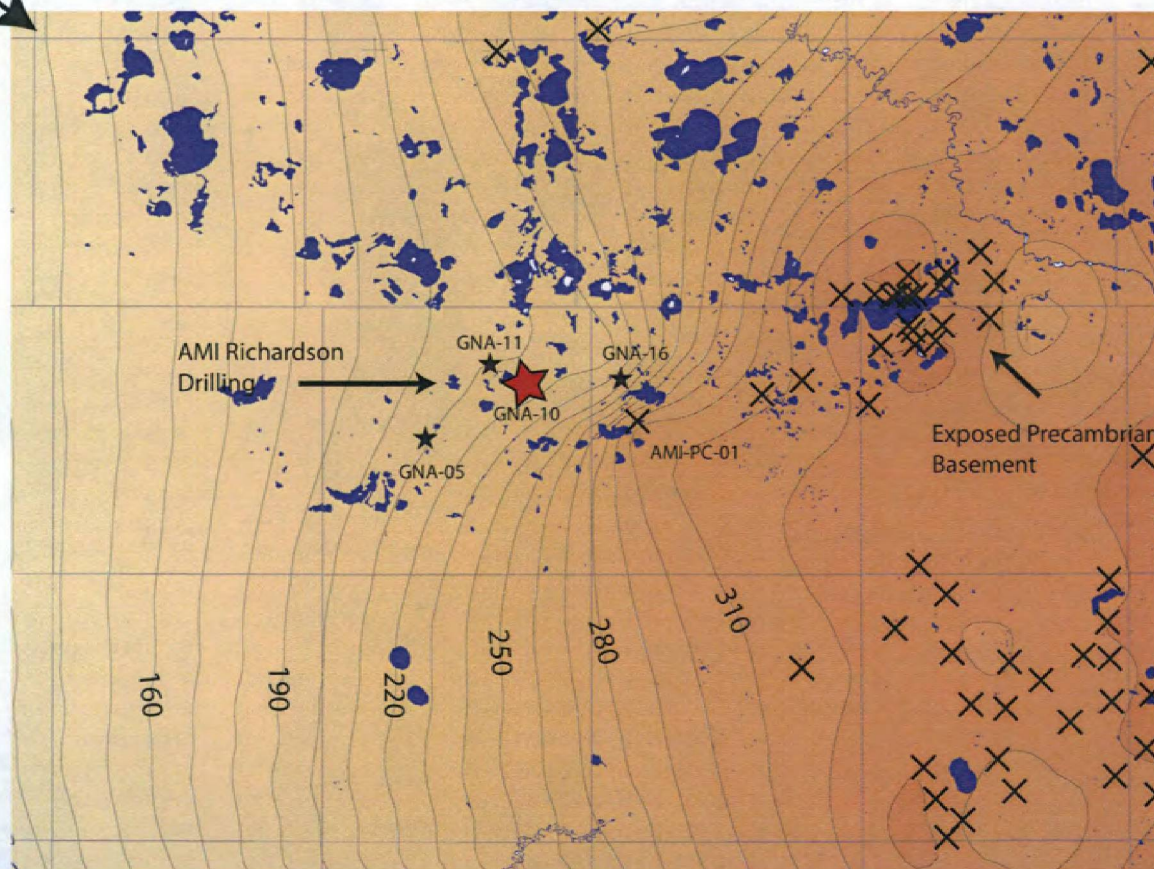 GNA-11
GNA-16
AMI Richardson
Drilling
GNA-10
AMI-PC-01
GNA-05
Exposed Precambrian
Basement
310
280
250
220
190
160